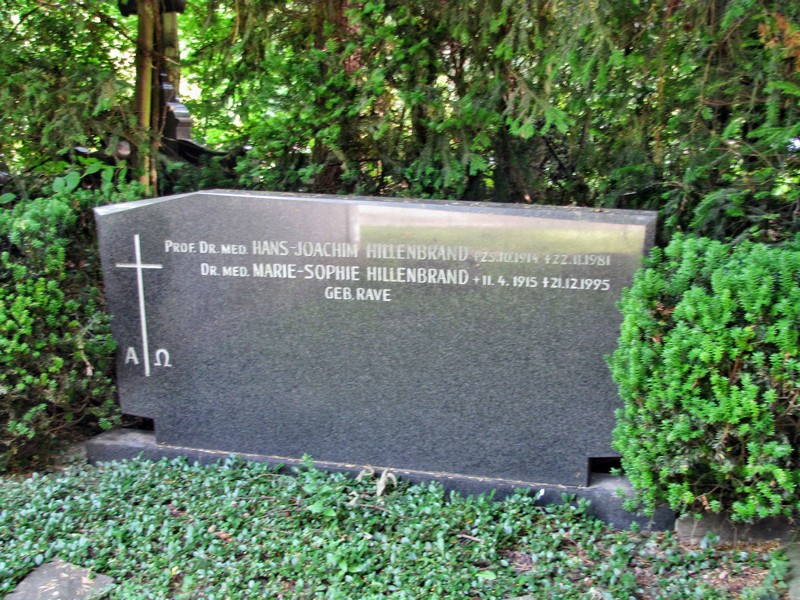 PROF. DR. MED. HANS-JOACHIM HILLENBRAND + 25.10.1914 ✝ 22.11.1981
DR. MED. MARIE-SOPHIE HILLENBRAND + 11. 4. 1915 ✝ 21.12.1995
GEB. RAVE
Α Ω